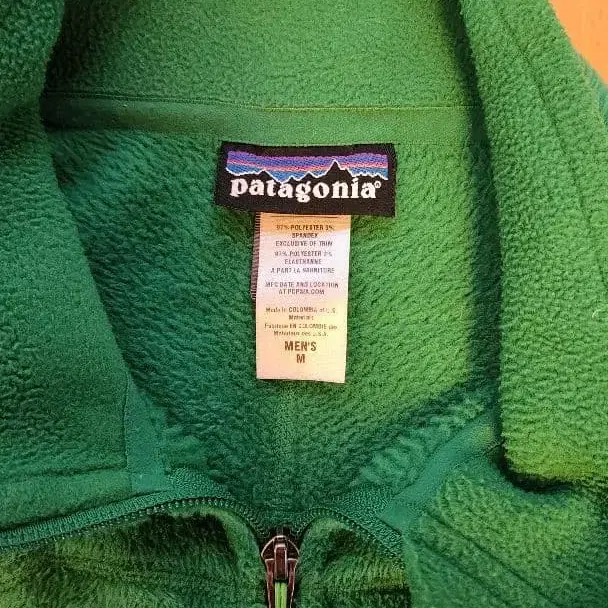 patagonia®
97% POLYESTER 3%
SPANDEX
EXCLUSIVE OF TRIM
97% POLYESTER 3%
ELASTHANNE
A PART LA GARNITURE
MFG DATE AND LOCATION
AT PCPSIA.COM
Made in COLOMBIA of U.S.
Materials
Fabriqué EN COLOMBIE des
Matériaux des U.S.A.
MEN'S
M